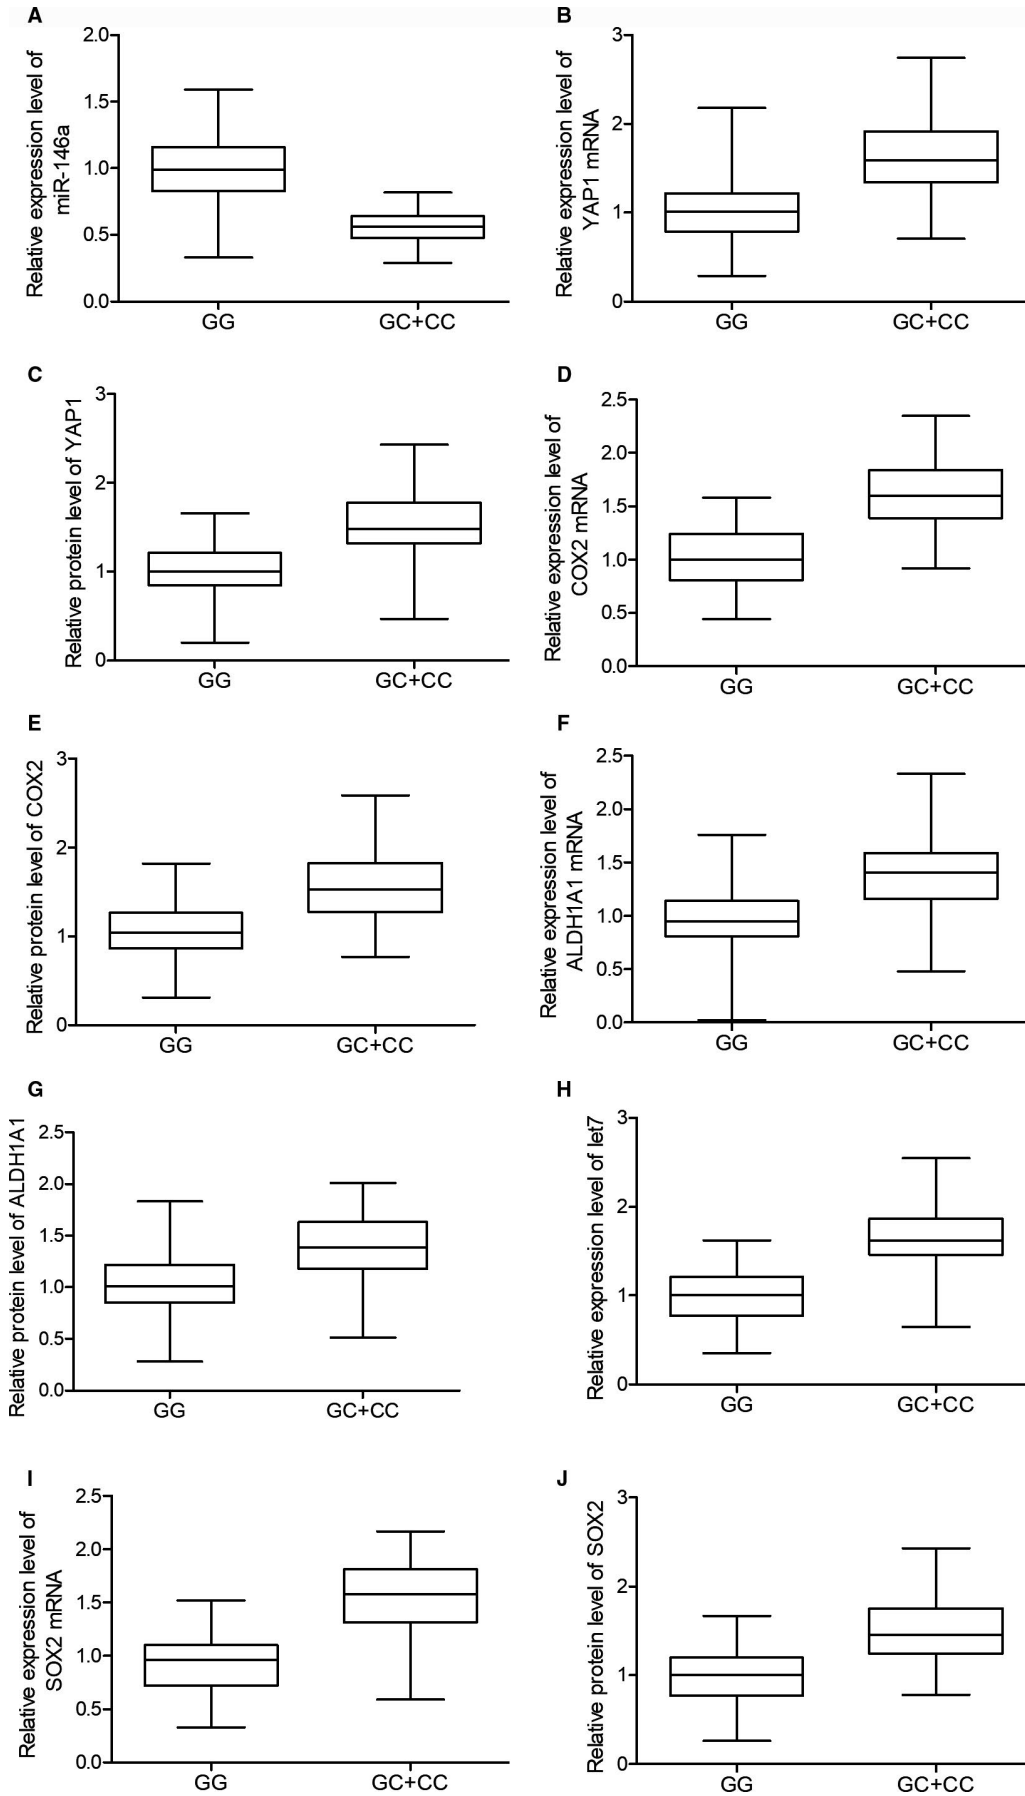 A
Relative expression level of
miR-146a
2.0
1.5
1.0
0.5
0.0
GG
GC+CC
B
Relative expression level of
YAP1 mRNA
3
2
1
0
GG
GC+CC
C
Relative protein level of YAP1
3
2
1
0
GG
GC+CC
D
Relative expression level of
COX2 mRNA
2.5
2.0
1.5
1.0
0.5
0.0
GG
GC+CC
E
Relative protein level of COX2
3
2
1
0
GG
GC+CC
F
Relative expression level of
ALDH1A1 mRNA
2.5
2.0
1.5
1.0
0.5
0.0
GG
GC+CC
G
Relative protein level of ALDH1A1
2.5
2.0
1.5
1.0
0.5
0.0
GG
GC+CC
H
Relative expression level of let7
3
2
1
0
GG
GC+CC
I
Relative expression level of
SOX2 mRNA
2.5
2.0
1.5
1.0
0.5
0.0
GG
GC+CC
J
Relative protein level of SOX2
3
2
1
0
GG
GC+CC